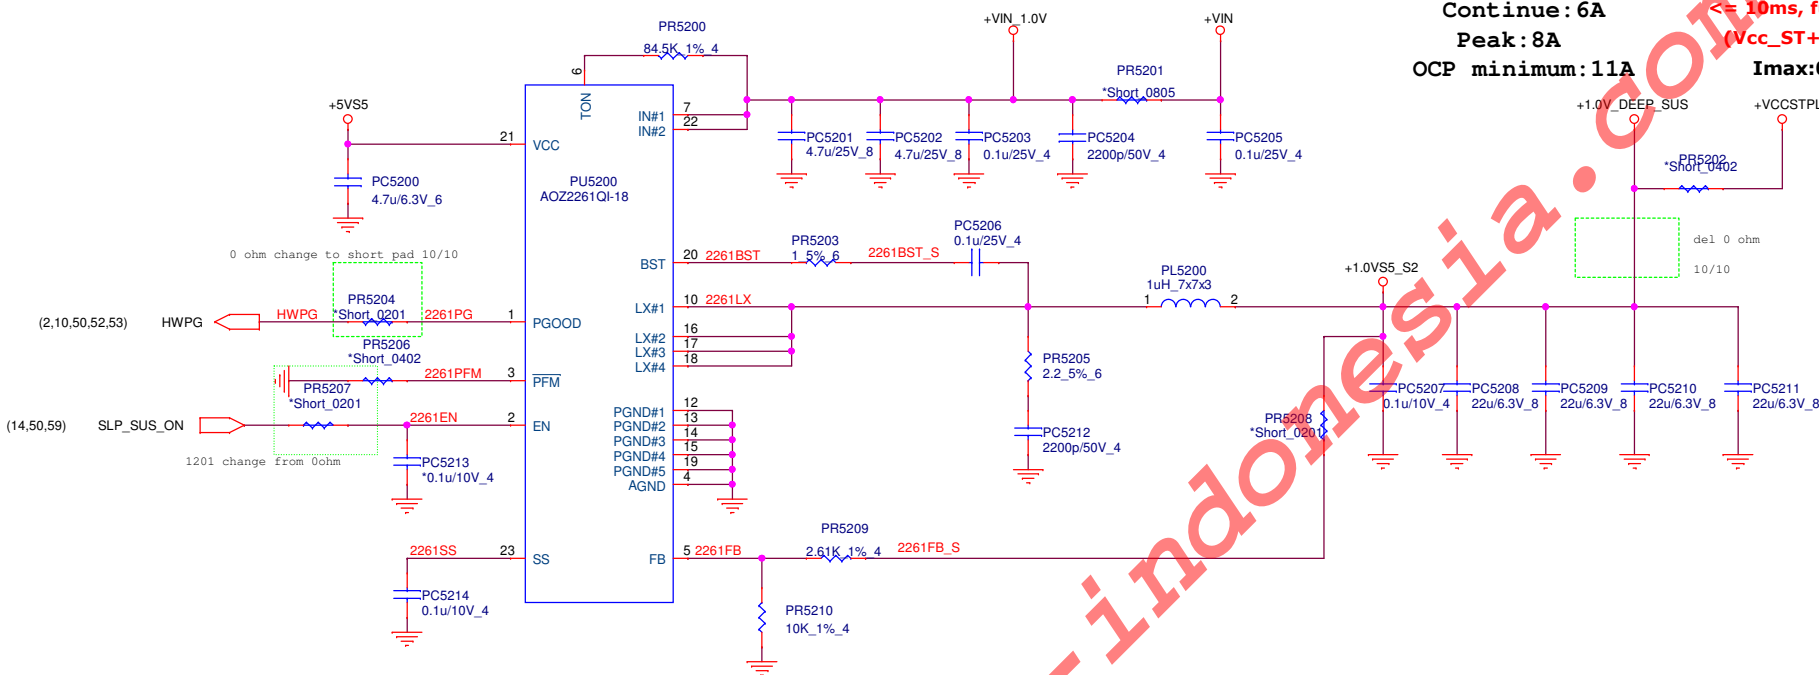 Continue:6A
Peak:8A
OCP minimum:11A
<= 10ms, f
(Vcc_ST+
Imax:
+VIN_1.0V
+VIN
PR5200
84.5K_1%_4
6
TON
PR5201
*Short_0805
+5VS5
21
VCC
IN#1
7
IN#2
22
PC5200
4.7u/6.3V_6
PU5200
AOZ2261QI-18
PC5201
4.7u/25V_8
PC5202
4.7u/25V_8
PC5203
0.1u/25V_4
PC5204
2200p/50V_4
PC5205
0.1u/25V_4
+1.0V_DEEP_SUS
+VCCSTPL
PR5202
*Short_0402
del 0 ohm
10/10
0 ohm change to short pad 10/10
BST
20
2261BST
PR5203
1_5%_6
2261BST_S
PC5206
0.1u/25V_4
LX#1
10
2261LX
PL5200
1uH_7x7x3
1
2
+1.0VS5_S2
(2,10,50,52,53)
HWPG
HWPG
PR5204
*Short_0201
2261PG
1
PGOOD
LX#2
16
LX#3
17
LX#4
18
PR5206
*Short_0402
2261PFM
3
PFM
PR5205
2.2_5%_6
PR5207
*Short_0201
(14,50,59)
SLP_SUS_ON
2261EN
2
EN
1201 change from 0ohm
PC5213
*0.1u/10V_4
PGND#1
12
PGND#2
13
PGND#3
14
PGND#4
15
PGND#5
19
AGND
4
PC5212
2200p/50V_4
PR5208
*Short_0201
PC5207
0.1u/10V_4
PC5208
22u/6.3V_8
PC5209
22u/6.3V_8
PC5210
22u/6.3V_8
PC5211
22u/6.3V_8
2261SS
23
SS
FB
5
2261FB
PR5209
2.61K_1%_4
2261FB_S
PC5214
0.1u/10V_4
PR5210
10K_1%_4
-indonesia.com